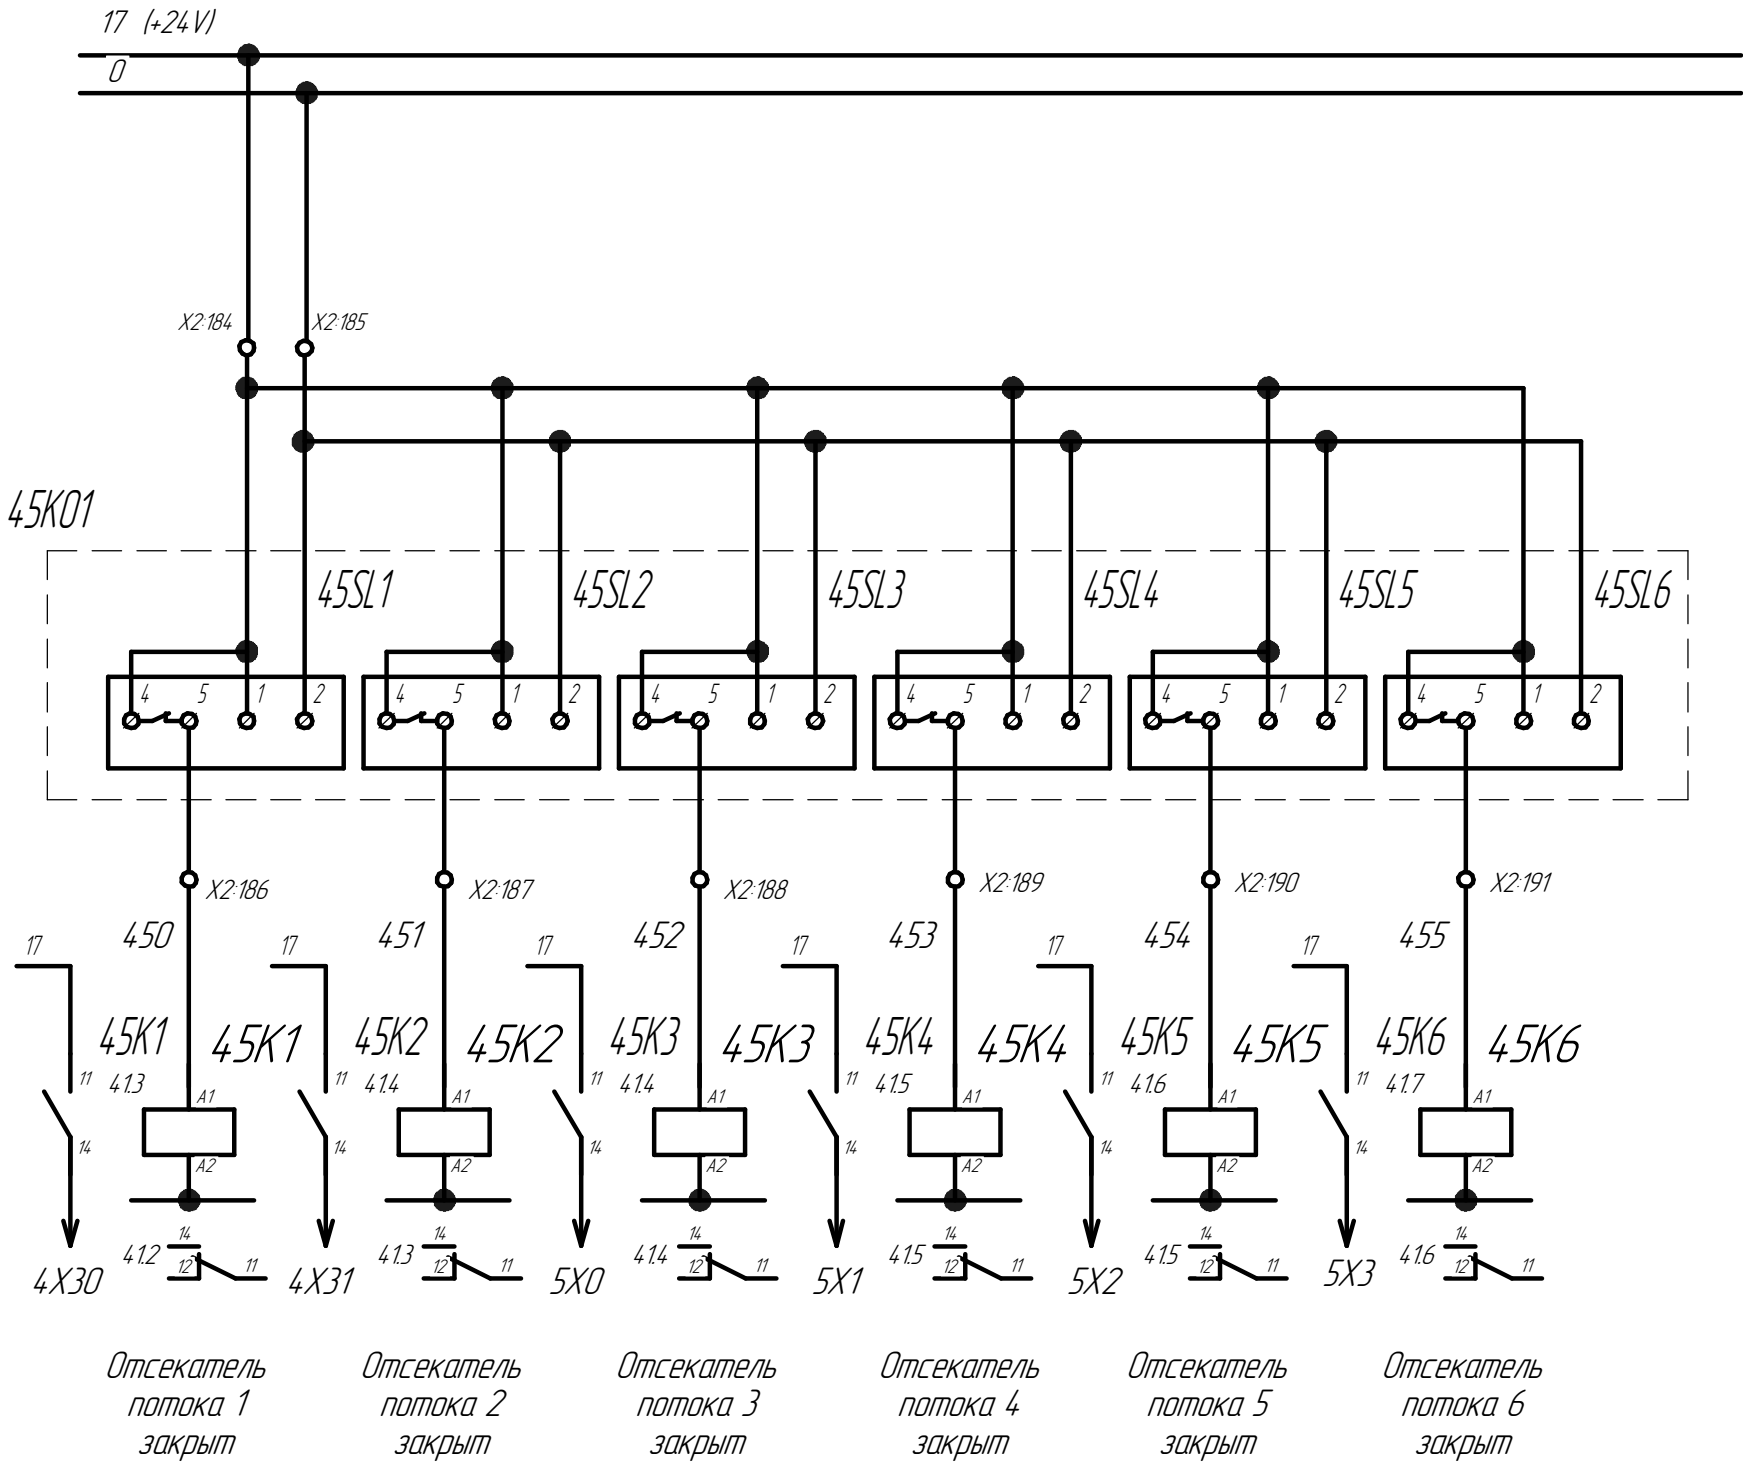 17 (+24V)
0
X2:184 X2:185
45K01
45SL1 45SL2 45SL3 45SL4 45SL5 45SL6
4 5 1 2 4 5 1 2 4 5 1 2 4 5 1 2 4 5 1 2 4 5 1 2
X2:186 X2:187 X2:188 X2:189 X2:190 X2:191
17 450 17 451 17 452 17 453 17 454 17 455
45K1 45K1 45K2 45K2 45K3 45K3 45K4 45K4 45K5 45K5 45K6 45K6
11 41.3 11 41.4 11 41.4 11 41.5 11 41.6 11 41.7
A1 A1 A1 A1 A1 A1
14 14 14 14 14 14
A2 A2 A2 A2 A2 A2
14 14 14 14 14 14
41.2 12 11 41.3 12 11 41.4 12 11 41.5 12 11 41.5 12 11 41.6 12 11
4X30 4X31 5X0 5X1 5X2 5X3
Отсекатель Отсекатель Отсекатель Отсекатель Отсекатель Отсекатель
потока 1 потока 2 потока 3 потока 4 потока 5 потока 6
закрыт закрыт закрыт закрыт закрыт закрыт